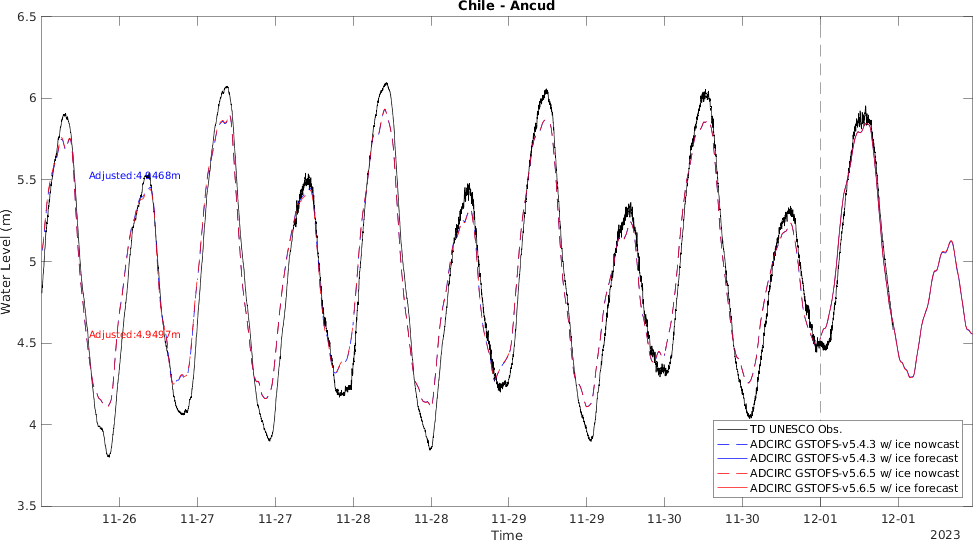 Chile - Ancud
6.5
6
5.5
5
4.5
4
3.5
Water Level (m)
Adjusted:4.9468m
Adjusted:4.9497m
TD UNESCO Obs.
ADCIRC GSTOFS-v5.4.3 w/ ice nowcast
ADCIRC GSTOFS-v5.4.3 w/ ice forecast
ADCIRC GSTOFS-v5.6.5 w/ ice nowcast
ADCIRC GSTOFS-v5.6.5 w/ ice forecast
11-26 11-27 11-27 11-28 11-28 11-29 11-29 11-30 11-30 12-01 12-01
Time
2023